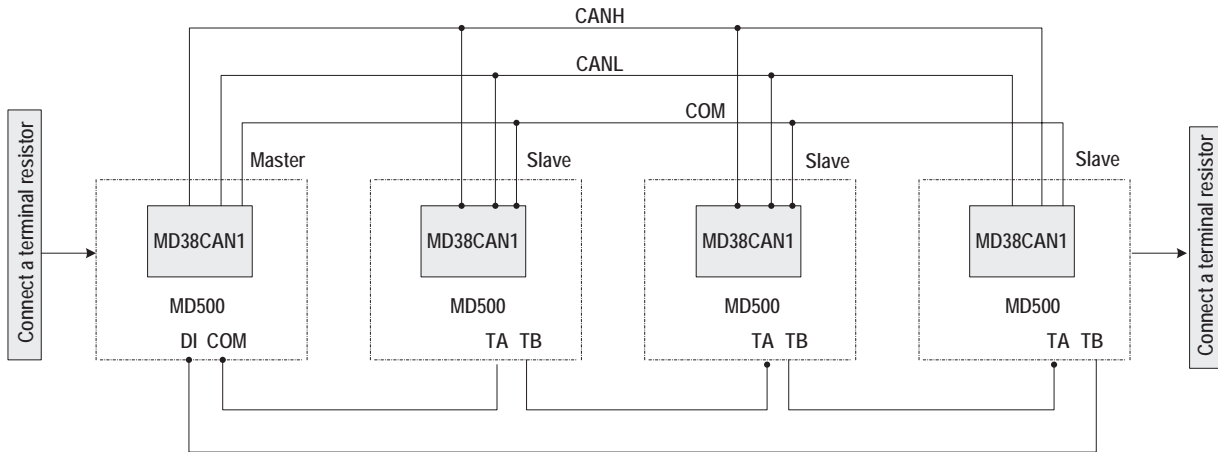 CANH
CANL
COM
Connect a terminal resistor
Master
Slave
Slave
Slave
Connect a terminal resistor
MD38CAN1
MD38CAN1
MD38CAN1
MD38CAN1
MD500
MD500
MD500
MD500
DI COM
TA TB
TA TB
TA TB